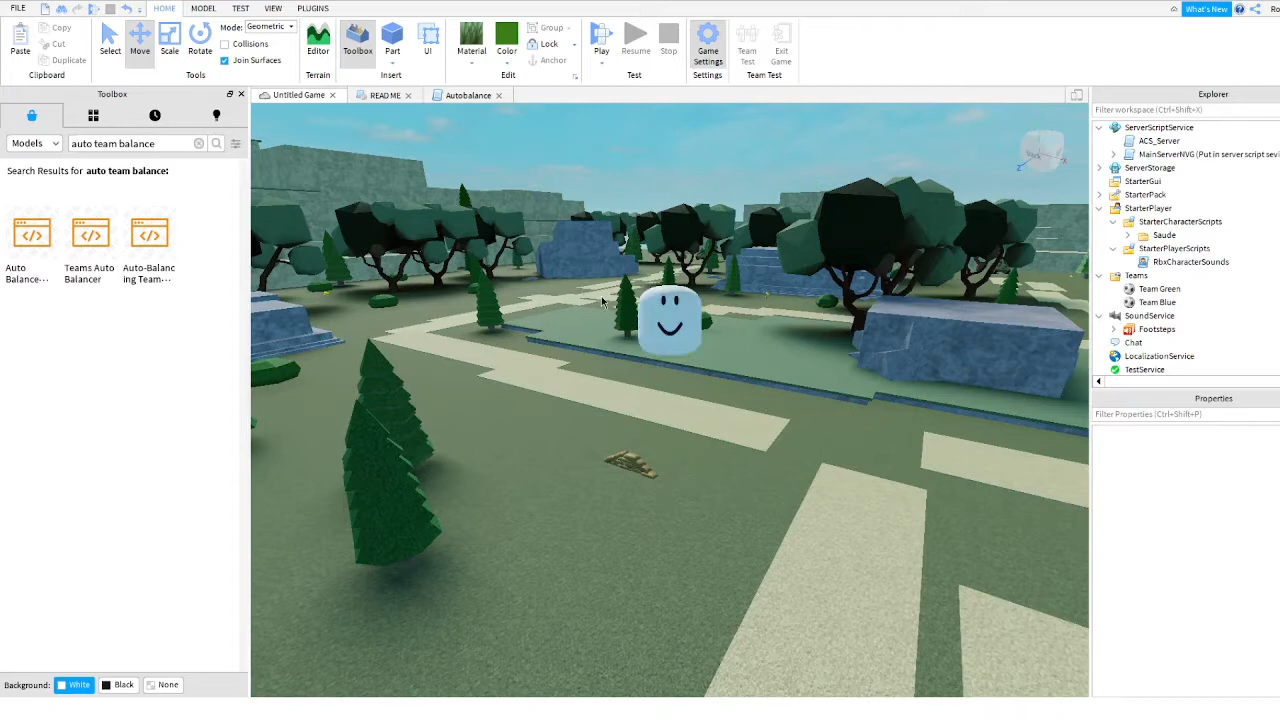 FILE HOME MODEL TEST VIEW PLUGINS What's New
Copy Mode: Geometric Group
Cut Collisions Lock
Paste Duplicate Select Move Scale Rotate Join Surfaces Editor Toolbox Part UI Material Color Anchor Play Resume Stop Game Settings Team Test Exit Game
Clipboard Tools Terrain Insert Edit Test Settings Team Test
Toolbox Untitled Game README Autobalance Explorer
Filter workspace (Ctrl+Shift+X)
Models auto team balance
Search Results for auto team balance:
Auto Balance...
Teams Auto Balancer
Auto-Balanc ing Team...
ServerScriptService
ACS_Server
MainServerNVG (Put in server script sevi
ServerStorage
StarterGui
StarterPack
StarterPlayer
StarterCharacterScripts
Saude
StarterPlayerScripts
RbxCharacterSounds
Teams
Team Green
Team Blue
SoundService
Footsteps
Chat
LocalizationService
TestService
Properties
Filter Properties (Ctrl+Shift+P)
Background: White Black None